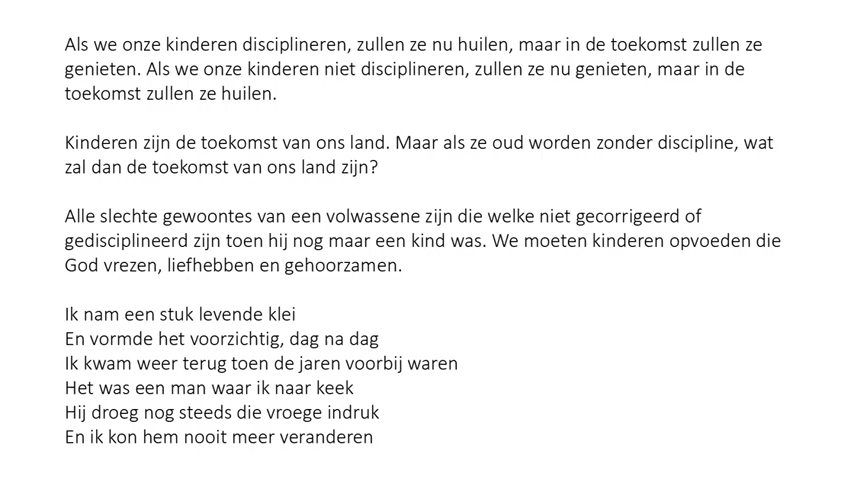 Als we onze kinderen disciplineren, zullen ze nu huilen, maar in de toekomst zullen ze
genieten. Als we onze kinderen niet disciplineren, zullen ze nu genieten, maar in de
toekomst zullen ze huilen.
Kinderen zijn de toekomst van ons land. Maar als ze oud worden zonder discipline, wat
zal dan de toekomst van ons land zijn?
Alle slechte gewoontes van een volwassene zijn die welke niet gecorrigeerd of
gedisciplineerd zijn toen hij nog maar een kind was. We moeten kinderen opvoeden die
God vrezen, liefhebben en gehoorzamen.
Ik nam een stuk levende klei
En vormde het voorzichtig, dag na dag
Ik kwam weer terug toen de jaren voorbij waren
Het was een man waar ik naar keek
Hij droeg nog steeds die vroege indruk
En ik kon hem nooit meer veranderen